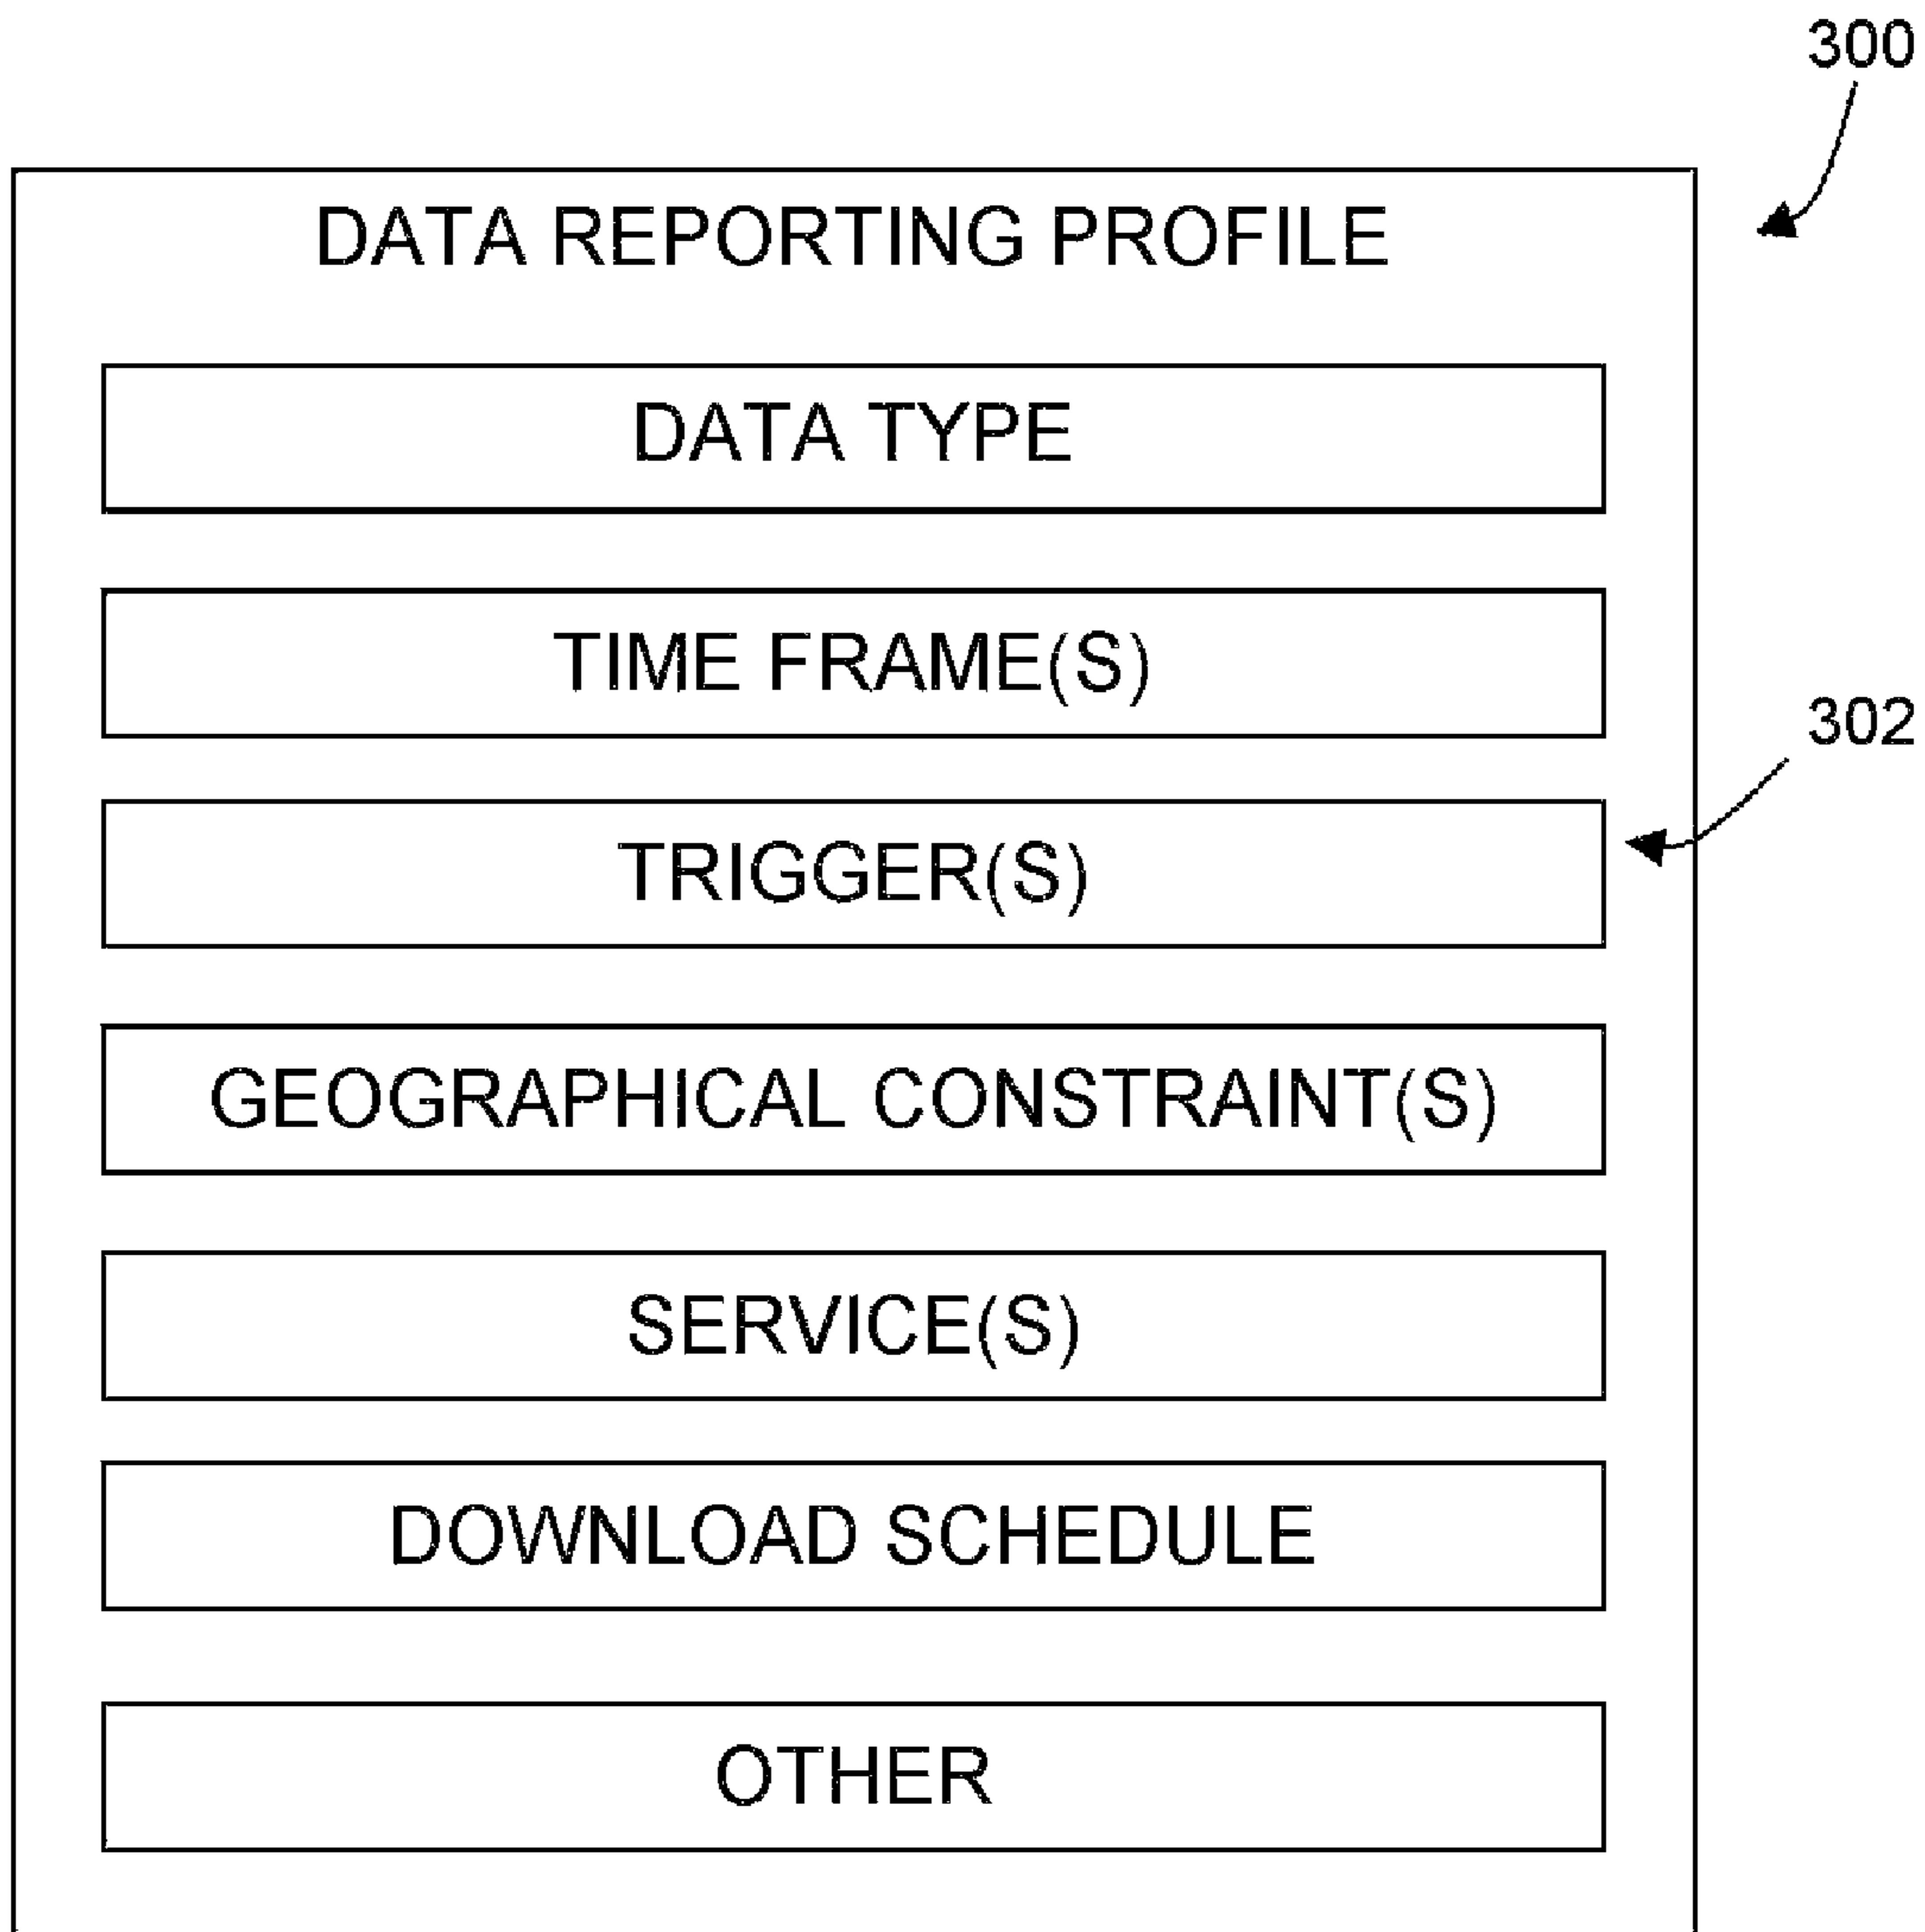 300
DATA REPORTING PROFILE
DATA TYPE
TIME FRAME(S)
302
TRIGGER(S)
GEOGRAPHICAL CONSTRAINT(S)
SERVICE(S)
DOWNLOAD SCHEDULE
OTHER